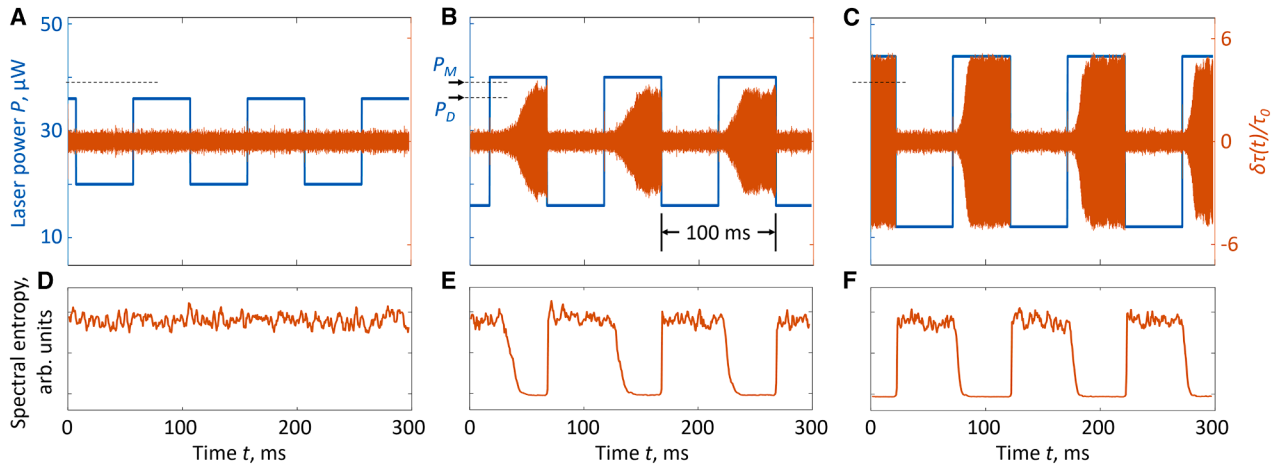 A
B
C
50
30
10
Laser power P, µW
P_M
P_D
100 ms
6
0
-6
δτ(t)/τ₀
D
E
F
Spectral entropy,
arb. units
0 100 200 300
0 100 200 300
0 100 200 300
Time t, ms
Time t, ms
Time t, ms